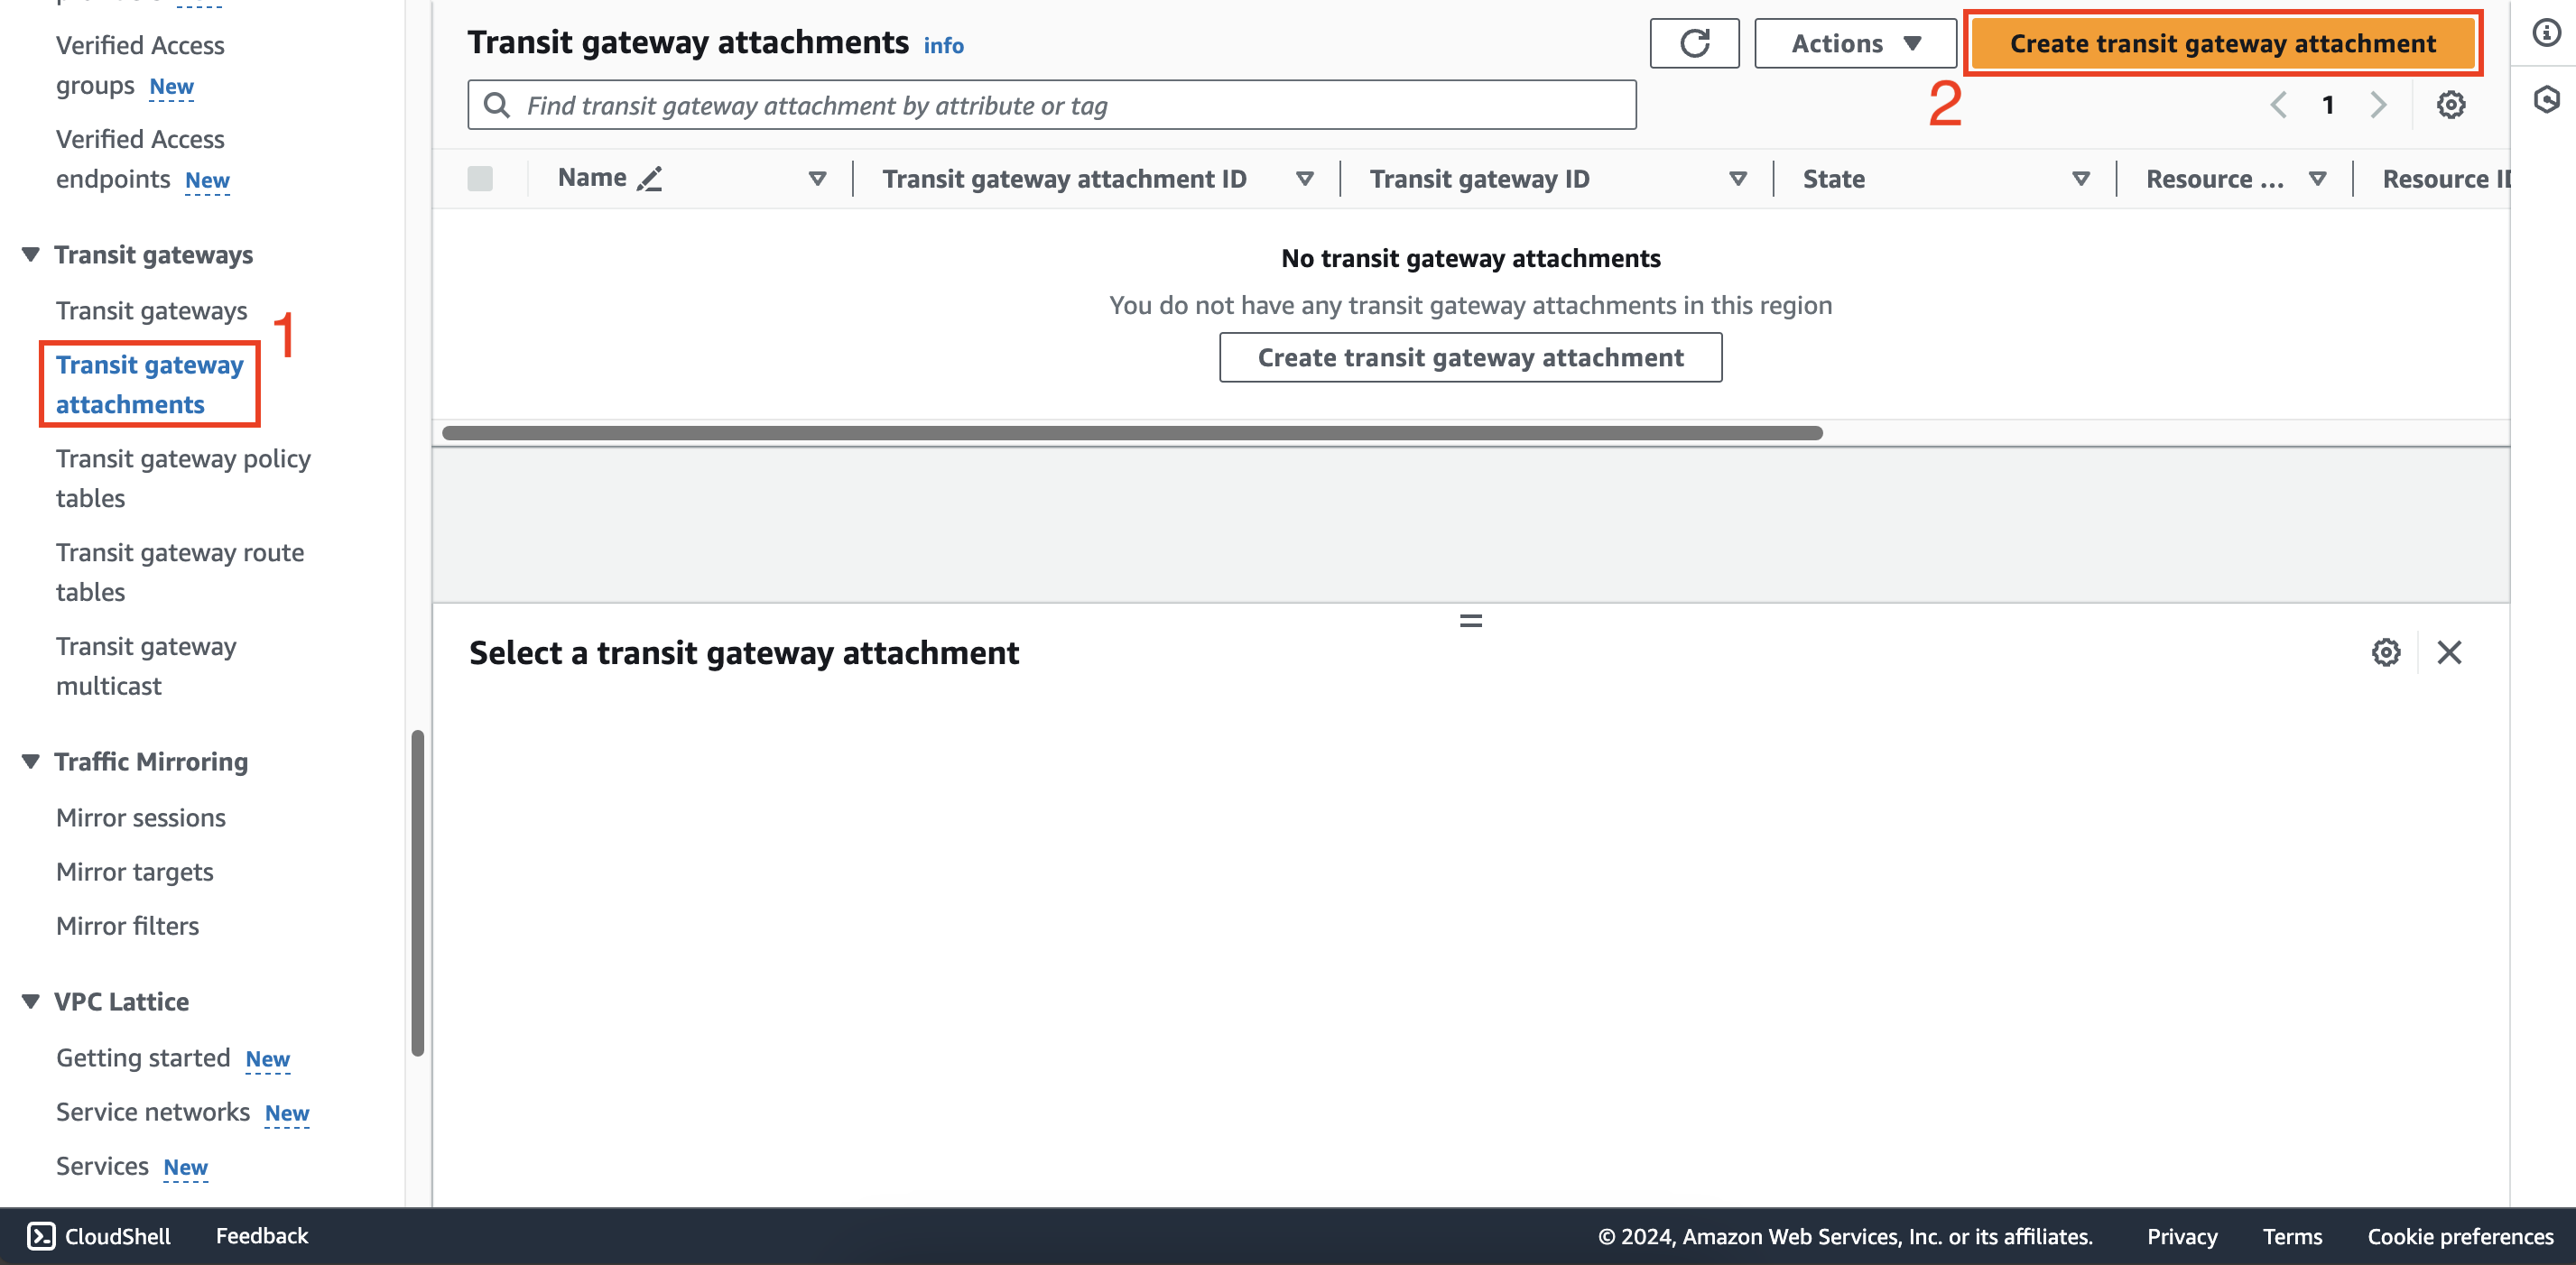 Verified Access
groups New
Verified Access
endpoints New
Transit gateways
Transit gateways
1
Transit gateway
attachments
Transit gateway policy
tables
Transit gateway route
tables
Transit gateway
multicast
Traffic Mirroring
Mirror sessions
Mirror targets
Mirror filters
VPC Lattice
Getting started New
Service networks New
Services New
Transit gateway attachments info
Actions
Create transit gateway attachment
2
Find transit gateway attachment by attribute or tag
1
Name Transit gateway attachment ID Transit gateway ID State Resource ... Resource ID
No transit gateway attachments
You do not have any transit gateway attachments in this region
Create transit gateway attachment
Select a transit gateway attachment
CloudShell Feedback © 2024, Amazon Web Services, Inc. or its affiliates. Privacy Terms Cookie preferences